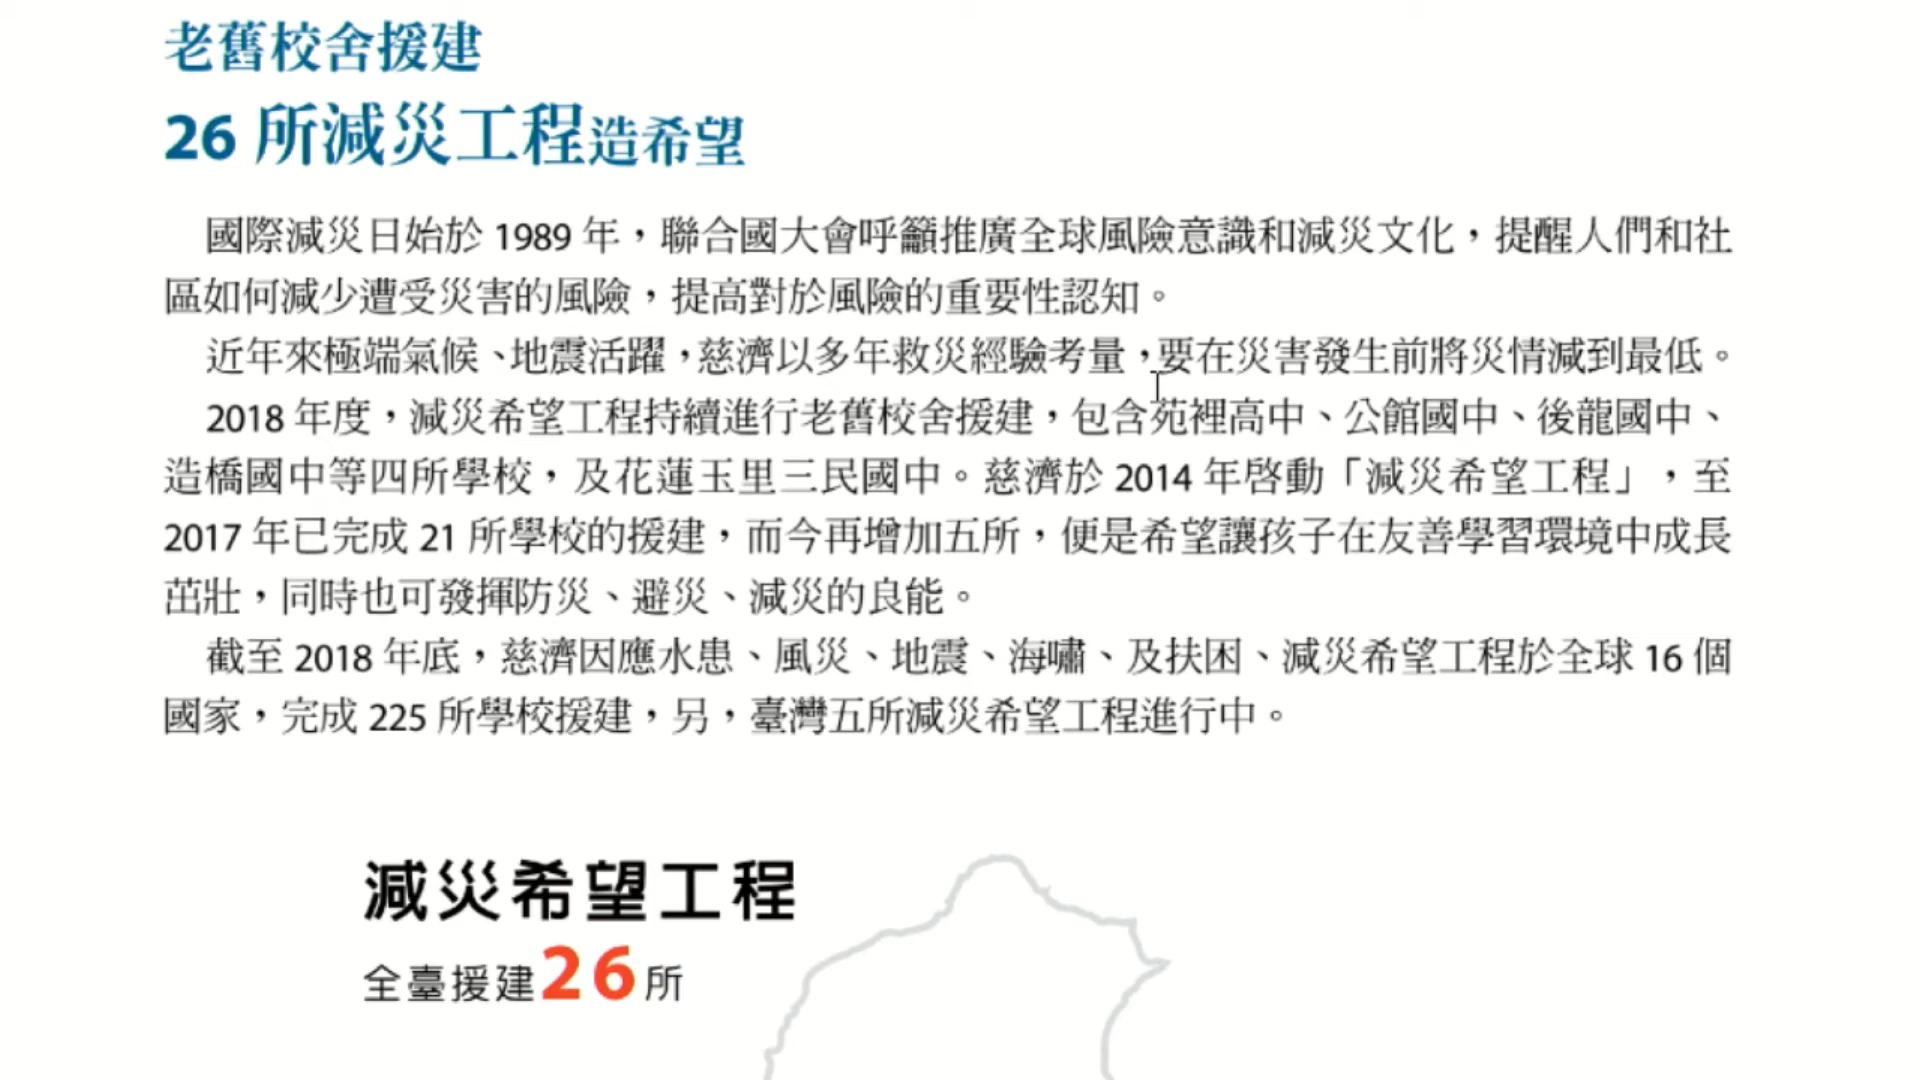 老舊校舍援建
26 所減災工程造希望
國際減災日始於 1989 年，聯合國大會呼籲推廣全球風險意識和減災文化，提醒人們和社
區如何減少遭受災害的風險，提高對於風險的重要性認知。
近年來極端氣候、地震活躍，慈濟以多年救災經驗考量，要在災害發生前將災情減到最低。
2018 年度，減災希望工程持續進行老舊校舍援建，包含苑裡高中、公館國中、後龍國中、
造橋國中等四所學校，及花蓮玉里三民國中。慈濟於 2014 年啓動「減災希望工程」，至
2017 年已完成 21 所學校的援建，而今再增加五所，便是希望讓孩子在友善學習環境中成長
茁壯，同時也可發揮防災、避災、減災的良能。
截至 2018 年底，慈濟因應水患、風災、地震、海嘯、及扶困、減災希望工程於全球 16 個
國家，完成 225 所學校援建，另，臺灣五所減災希望工程進行中。
減災希望工程
全臺援建26所